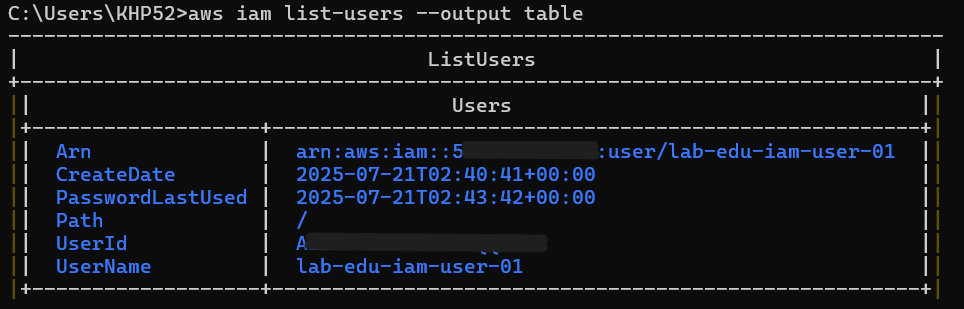 C:\Users\KHP52>aws iam list-users --output table
ListUsers
Users
Arn arn:aws:iam::5 :user/lab-edu-iam-user-01
CreateDate 2025-07-21T02:40:41+00:00
PasswordLastUsed 2025-07-21T02:43:42+00:00
Path /
UserId A
UserName lab-edu-iam-user-01